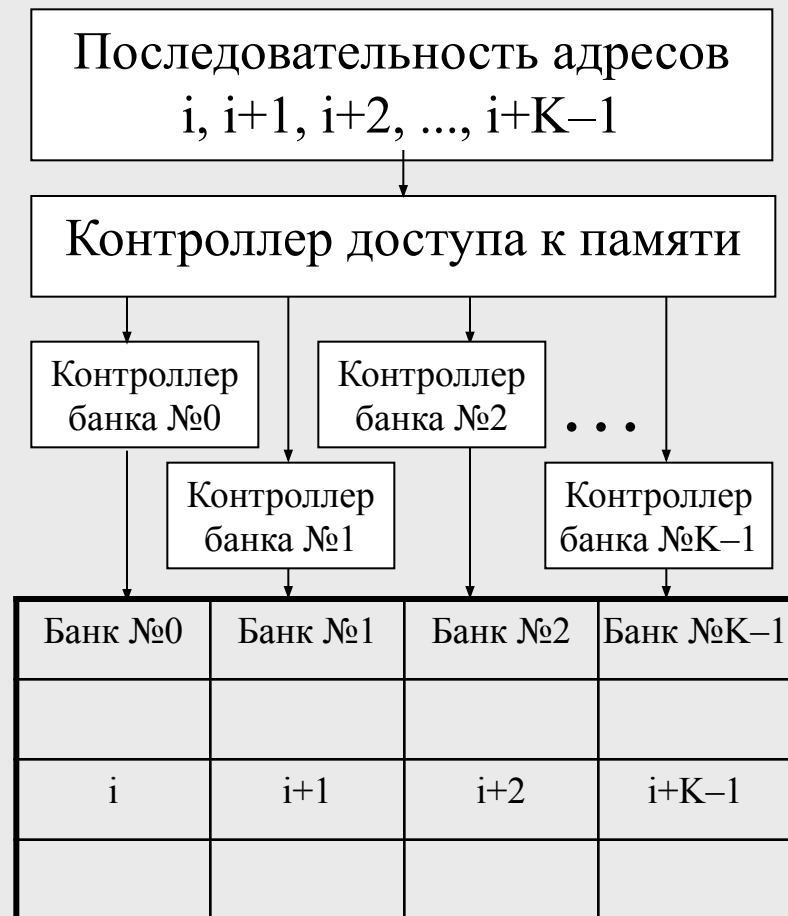 Последовательность адресов
i, i+1, i+2, ..., i+K–1
Контроллер доступа к памяти
Контроллер
банка №0
Контроллер
банка №2
. . .
Контроллер
банка №1
Контроллер
банка №K–1
Банк №0 Банк №1 Банк №2 Банк №K–1
i i+1 i+2 i+K–1